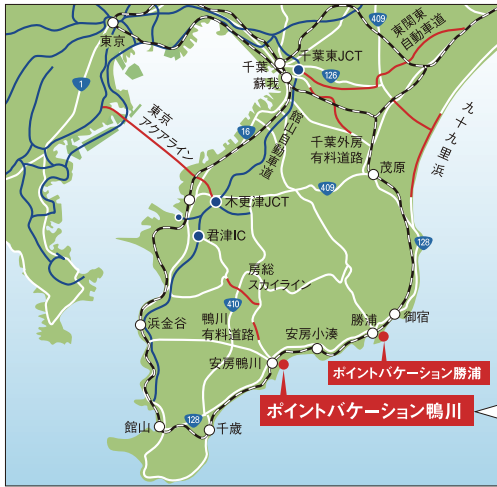 409
東関東
自動車道
東京
千葉
蘇我
千葉東JCT
126
1
東京
アクアライン
16
館山自動車道
千葉外房
有料道路
九十九里浜
茂原
409
木更津JCT
君津IC
128
房総
スカイライン
410
鴨川
有料道路
浜金谷
勝浦
御宿
安房小湊
安房鴨川
ポイントバケーション勝浦
ポイントバケーション鴨川
館山
128
千歳